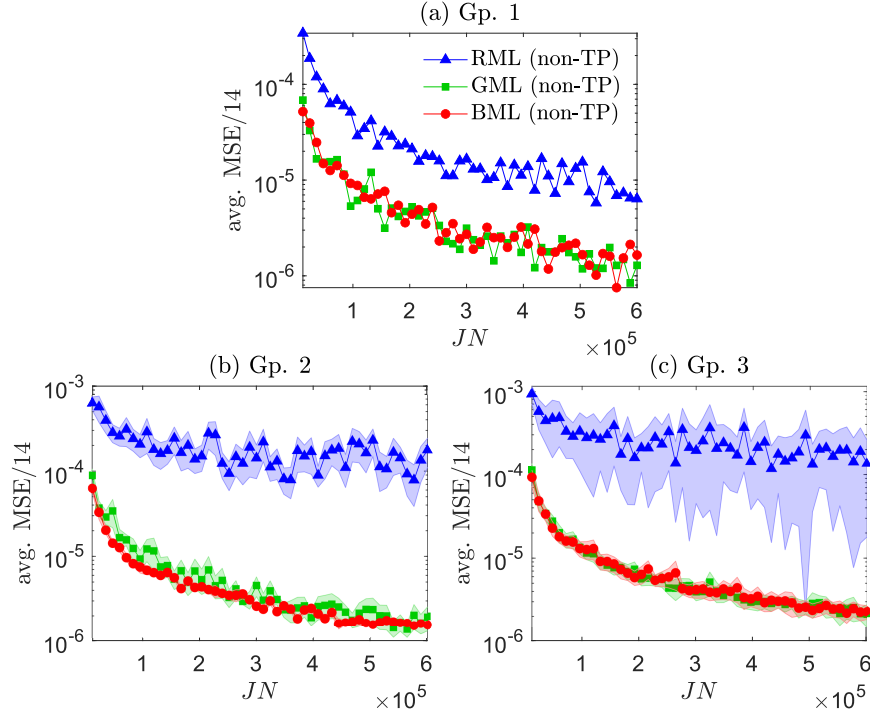 (a) Gp. 1
avg. MSE/14
10^{-4}
10^{-5}
10^{-6}
RML (non-TP)
GML (non-TP)
BML (non-TP)
1 2 3 4 5 6
JN ×10^5
(b) Gp. 2
avg. MSE/14
10^{-3}
10^{-4}
10^{-5}
10^{-6}
1 2 3 4 5 6
JN ×10^5
(c) Gp. 3
avg. MSE/14
10^{-3}
10^{-4}
10^{-5}
10^{-6}
1 2 3 4 5 6
JN ×10^5